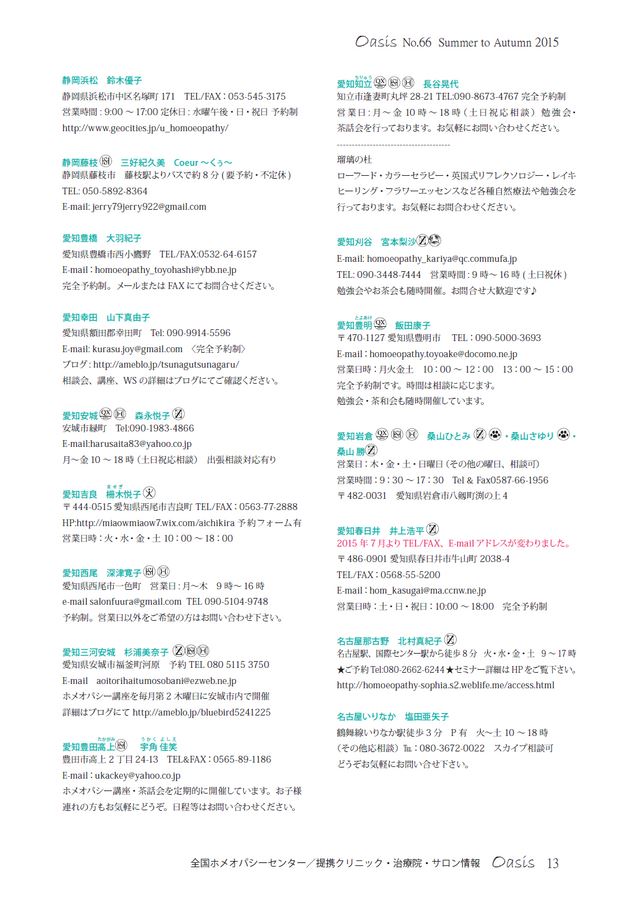 Oasis No.66 Summer to Autumn 2015
静岡浜松 鈴木優子
静岡県浜松市中区名塚町 171 TEL/FAX：053-545-3175
営業時間 : 9:00 ～ 17:00 定休日 : 水曜午後・日・祝日 予約制
http://www.geocities.jp/u_homoeopathy/
静岡藤枝 三好紀久美 Coeur ～くぅ～
静岡県藤枝市 藤枝駅よりバスで約 8 分 ( 要予約・不定休 )
TEL: 050-5892-8364
E-mail: jerry79jerry922@gmail.com
愛知豊橋 大羽紀子
愛知県豊橋市西小鷹野 TEL/FAX:0532-64-6157
E-mail：homoeopathy_toyohashi@ybb.ne.jp
完全予約制。メールまたは FAX にてお問合せください。
愛知幸田 山下真由子
愛知県額田郡幸田町 Tel: 090-9914-5596
E-mail: kurasu.joy@gmail.com 〈完全予約制〉
ブログ : http://ameblo.jp/tsunagutsunagaru/
相談会、講座、WS の詳細はブログにてご確認ください。
愛知安城 森永悦子
安城市緑町 Tel:090-1983-4866
E-mail:harusaita83@yahoo.co.jp
月～金 10 ～ 18 時（土日祝応相談） 出張相談対応有り
ませぎ
愛知吉良 柵木悦子
〒 444-0515 愛知県西尾市吉良町 TEL/FAX：0563-77-2888
HP:http://miaowmiaow7.wix.com/aichikira 予約フォーム有
営業日時：火・水・金・土 10：00 ～ 18：00
愛知西尾 深津寛子
愛知県西尾市一色町 営業日 : 月～木 9 時～ 16 時
e-mail salonfuura@gmail.com TEL 090-5104-9748
予約制。営業日以外をご希望の方はお問い合わせ下さい。
愛知三河安城 杉浦美奈子
愛知県安城市福釜町河原 予約 TEL 080 5115 3750
E-mail aoitorihaitumosobani@ezweb.ne.jp
ホメオパシー講座を毎月第 2 木曜日に安城市内で開催
詳細はブログにて http://ameblo.jp/bluebird5241225
たかがみ うかく よしえ
愛知豊田高上 宇角 佳笑
豊田市高上 2 丁目 24-13 TEL&FAX：0565-89-1186
E-mail：ukackey@yahoo.co.jp
ホメオパシー講座・茶話会を定期的に開催しています。お子様
連れの方もお気軽にどうぞ。日程等はお問い合わせください。
ちりゅう
愛知知立 長谷晃代
知立市逢妻町丸坪 28-21 TEL:090-8673-4767 完全予約制
営業日 : 月～ 金 10 時～ 18 時（ 土日祝応相談 ） 勉強会・
茶話会を行っております。お気軽にお問い合わせください。
----------------------------------------
瑠璃の杜
ローフード・カラーセラピー・英国式リフレクソロジー・レイキ
ヒーリング・フラワーエッセンスなど各種自然療法や勉強会を
行っております。お気軽にお問合わせください。
愛知刈谷 宮本梨沙
E-mail: homoeopathy_kariya@qc.commufa.jp
TEL: 090-3448-7444 営業時間 : 9 時～ 16 時 ( 土日祝休 )
勉強会やお茶会も随時開催。お問合せ大歓迎です♪
とよあけ
愛知豊明 飯田康子
〒 470-1127 愛知県豊明市 TEL：090-5000-3693
E-mail：homoeopathy.toyoake@docomo.ne.jp
営業日時：月火金土 10：00 ～ 12：00 13：00 ～ 15：00
完全予約制です。時間は相談に応じます。
勉強会・茶和会も随時開催しています。
愛知岩倉 桑山ひとみ ・桑山さゆり ・
桑山 勝
営業日：木・金・土・日曜日 ( その他の曜日、相談可 )
営業時間：9：30 ～ 17：30 Tel & Fax0587-66-1956
〒 482-0031 愛知県岩倉市八剱町渕の上 4
愛知春日井 井上浩平
2015 年 7 月より TEL/FAX、E-mail アドレスが変わりました。
〒 486-0901 愛知県春日井市牛山町 2038-4
TEL/FAX：0568-55-5200
E-mail：hom_kasugai@ma.ccnw.ne.jp
営業日時：土・日・祝日：10:00 ～ 18:00 完全予約制
名古屋那古野 北村真紀子
名古屋駅、国際センター駅から徒歩 8 分 火・水・金・土 9 ～ 17 時
★ご予約 Tel:080-2662-6244 ★セミナー詳細は HP をご覧下さい。
http://homoeopathy-sophia.s2.weblife.me/access.html
名古屋いりなか 塩田亜矢子
鶴舞線いりなか駅徒歩 3 分 P 有 火～土 10 ～ 18 時
（その他応相談）℡：080-3672-0022 スカイプ相談可
どうぞお気軽にお問い合せ下さい。
全国ホメオパシーセンター／提携クリニック・治療院・サロン情報 Oasis 13